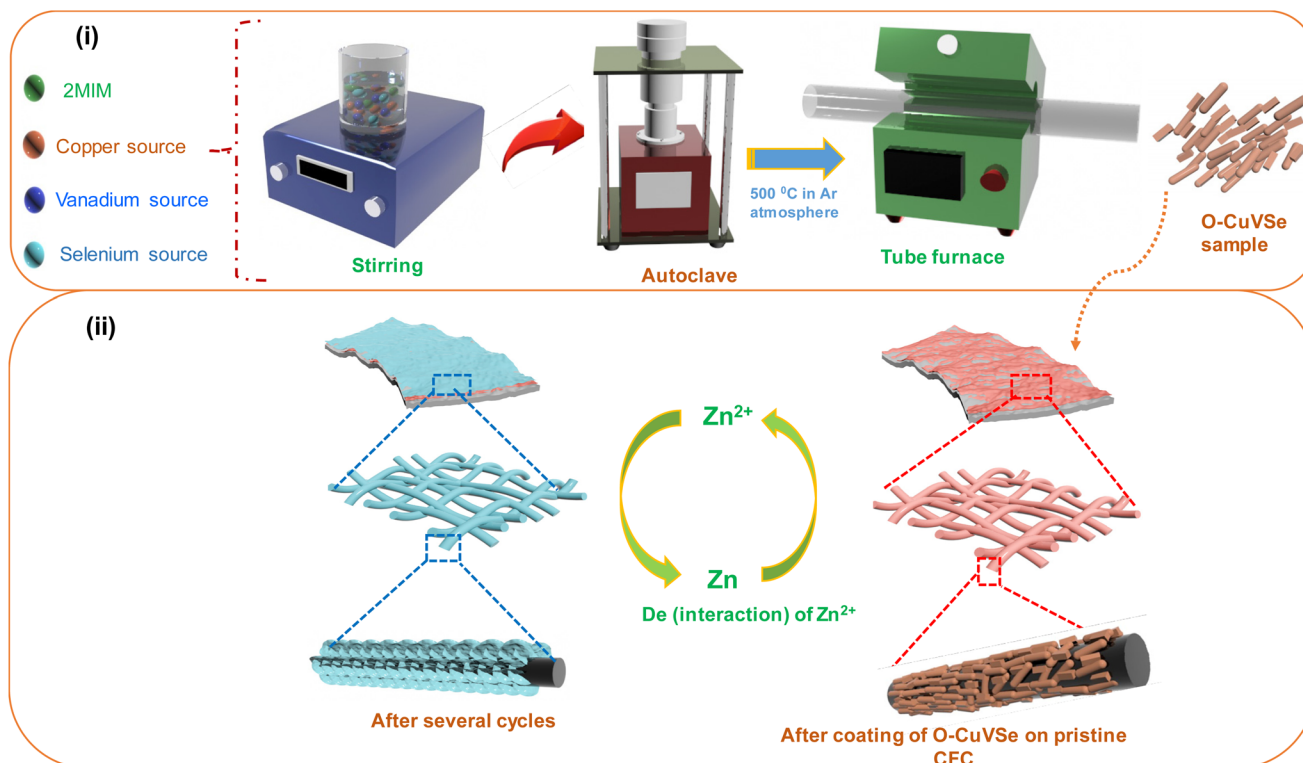 (i)
2MIM
Copper source
Vanadium source
Selenium source
Stirring
Autoclave
500 ⁰C in Ar
atmosphere
Tube furnace
O-CuVSe
sample
(ii)
Zn²⁺
Zn
De (interaction) of Zn²⁺
After several cycles
After coating of O-CuVSe on pristine
CFC